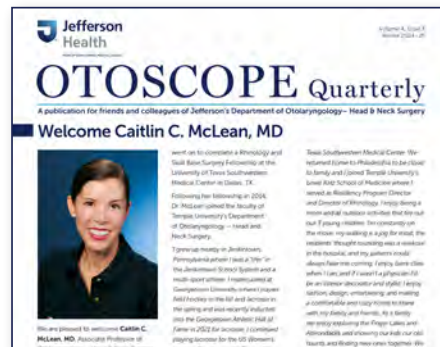 Jefferson
Health
Volume 4, Issue
OTOSCOPE Quarterly
A publication for friends and colleagues of Jefferson's Department of Otolaryngology– Head & Neck Surgery
Welcome Caitlin C. McLean, MD
We are pleased to welcome Caitlin C.
McLean, MD, Associate Professor of
went on to complete a Rhinology and
Skull Base Surgery Fellowship at the
University of Texas Southwestern
Medical Center in Dallas, TX.
Following her fellowship in 2014,
Dr. McLean joined the faculty of
Temple University's Department
of Otolaryngology – Head and
Neck Surgery.
I grew up nearby in Jenkintown,
Pennsylvania where I was a "lifer" in
the Jenkintown School System and a
multi-sport athlete. I matriculated at
Georgetown University where I played
field hockey in the fall and lacrosse in
the spring and was recently inducted
into the Georgetown Athletic Hall of
Fame in 2022 for lacrosse. I continued
playing lacrosse for the US Women's
Texas Southwestern Medical Center. We
returned home to Philadelphia to be close
to family and I joined Temple University's
Lewis Katz School of Medicine where I
served as Residency Program Director
and Director of Rhinology. I enjoy being a
mom and all outdoor activities that tire out
our 3 young children. I'm constantly on
the move; my walking is a jog for most, the
residents thought rounding was a workout
in the hospital, and my patients could
always hear me coming. I enjoy barre class
when I can, and if I wasn't a physician I'd
be an interior decorator and stylist. I enjoy
fashion, design, entertaining, and making
a comfortable and cozy home to share
with my family and friends. As a family
we enjoy exploring the Finger Lakes and
Adirondacks and showing our kids our old
haunts and finding new ones together. We